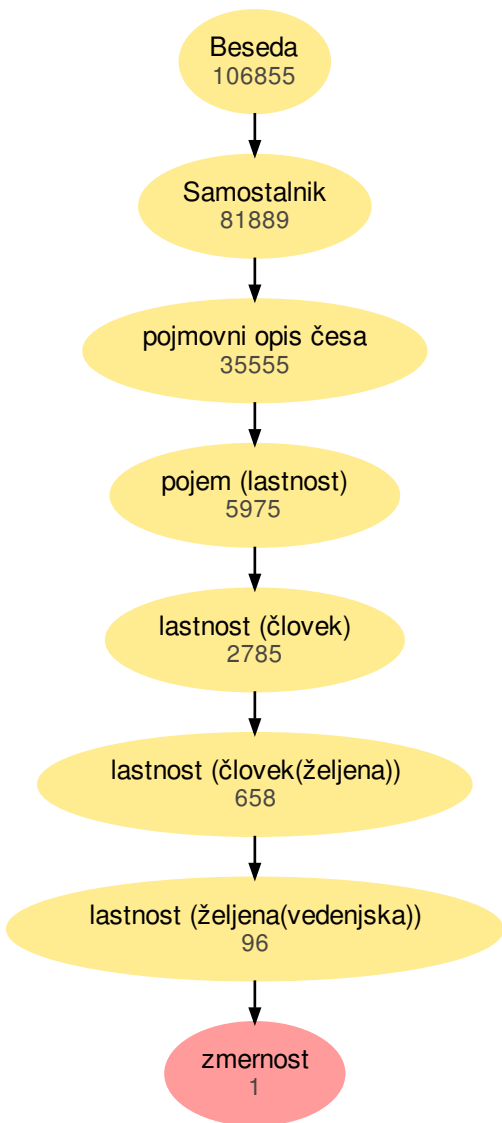 Beseda
106855
Samostalnik
81889
pojmovni opis česa
35555
pojem (lastnost)
5975
lastnost (človek)
2785
lastnost (človek(željena))
658
lastnost (željena(vedenjska))
96
zmernost
1